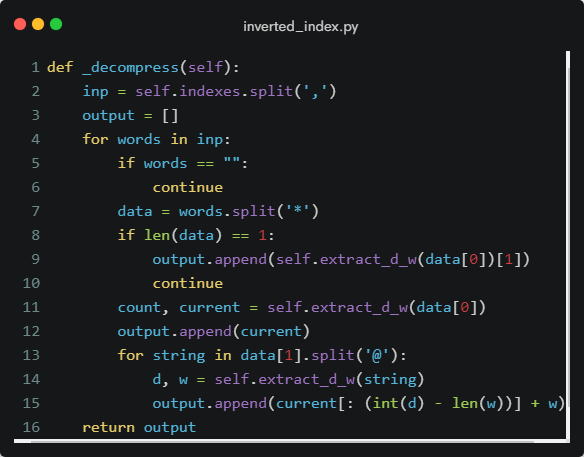 inverted_index.py
1 def _decompress(self):
2     inp = self.indexes.split(',')
3     output = []
4     for words in inp:
5         if words == "":
6             continue
7         data = words.split('*')
8         if len(data) == 1:
9             output.append(self.extract_d_w(data[0])[1])
10             continue
11         count, current = self.extract_d_w(data[0])
12         output.append(current)
13         for string in data[1].split('@'):
14             d, w = self.extract_d_w(string)
15             output.append(current[: (int(d) - len(w))] + w)
16     return output